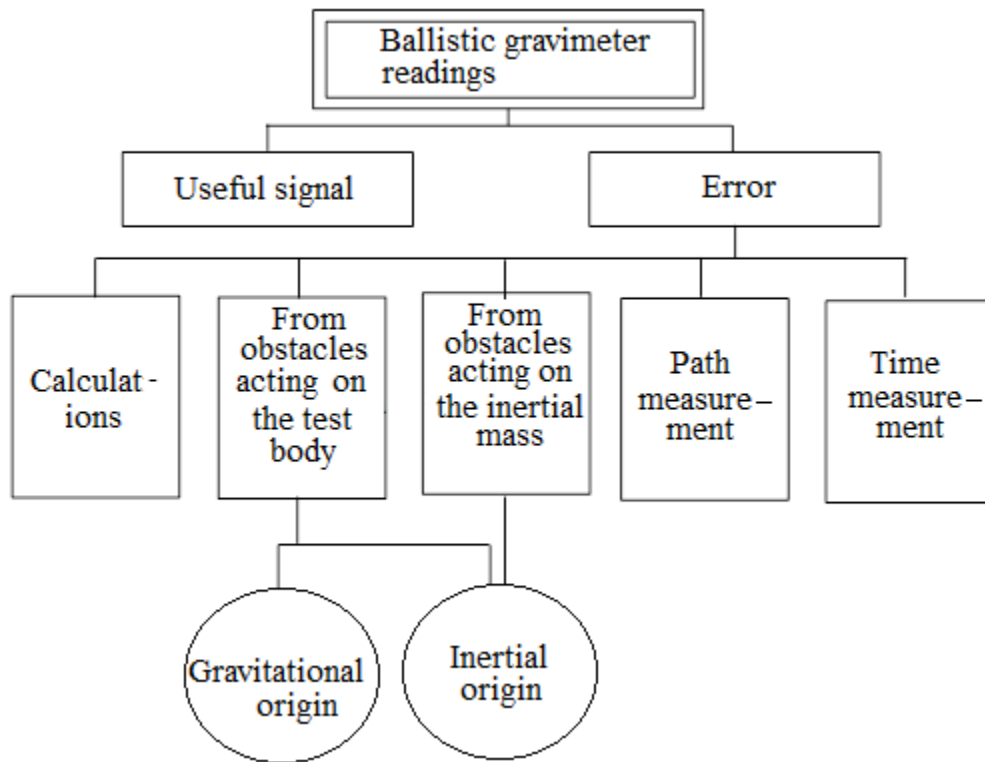 Ballistic gravimeter
readings
Useful signal
Error
Calculat-
ions
From
obstacles
acting on
the test
body
From
obstacles
acting on
the inertial
mass
Path
measure–
ment
Time
measure–
ment
Gravitational
origin
Inertial
origin